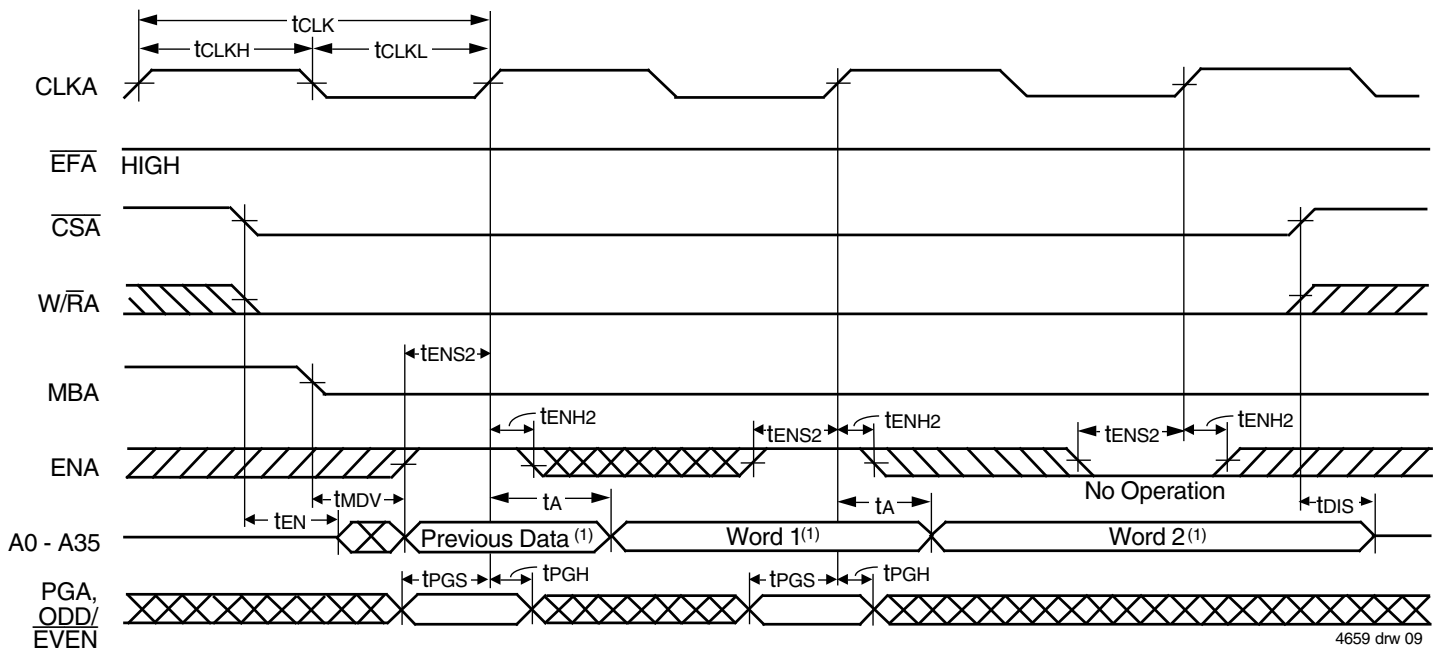 tCLK
tCLKH
tCLKL
CLKA
EFA HIGH
CSA
W/RA
tENS2
MBA
tENH2
tENS2
tENH2
tENS2
tENH2
ENA
No Operation
tMDV
tA
tA
tEN
tDIS
A0 - A35
Previous Data (1)
Word 1(1)
Word 2(1)
tPGS
tPGH
tPGS
tPGH
PGA,
ODD/
EVEN
4659 drw 09